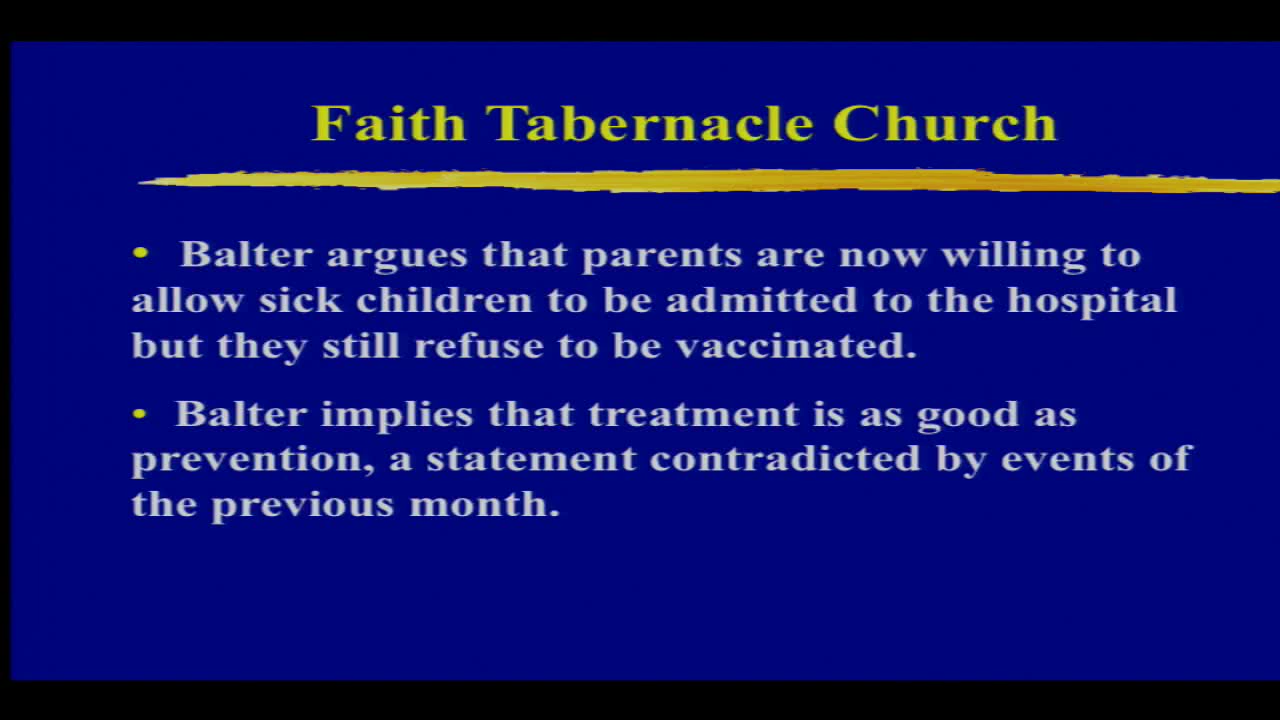 Faith Tabernacle Church
• Balter argues that parents are now willing to
allow sick children to be admitted to the hospital
but they still refuse to be vaccinated.
• Balter implies that treatment is as good as
prevention, a statement contradicted by events of
the previous month.